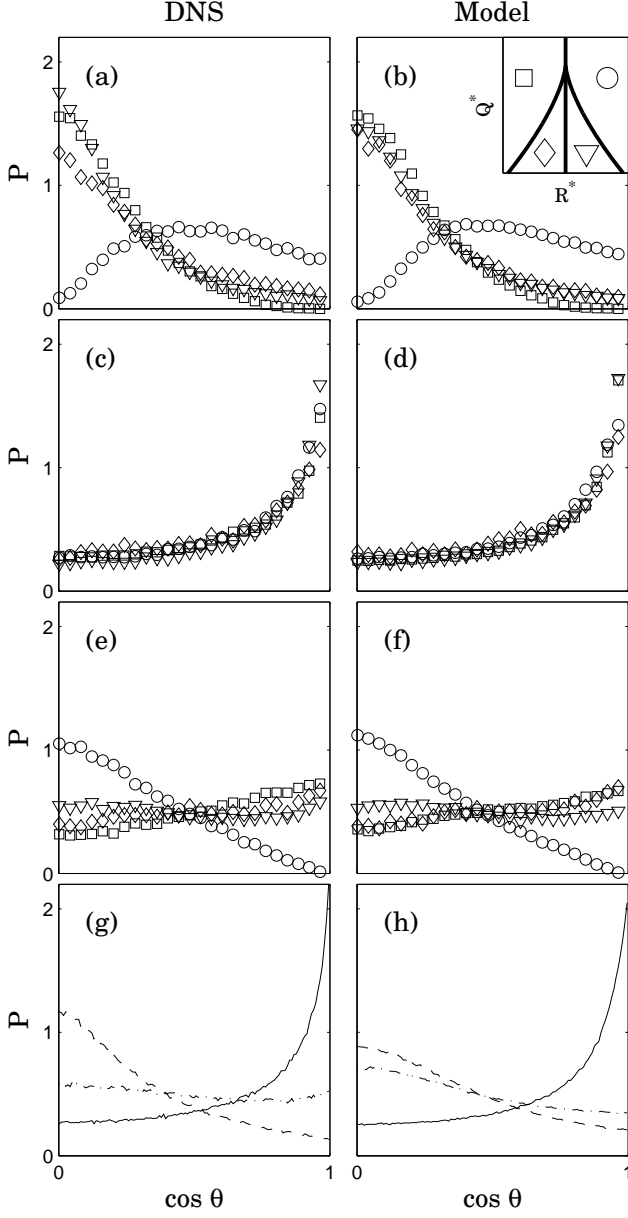 DNS Model
2 (a) (b)
Q*
R*
1
P
0
2 (c) (d)
1
P
0
2 (e) (f)
1
P
0
2 (g) (h)
1
P
0
0 1 0 1
cos θ cos θ